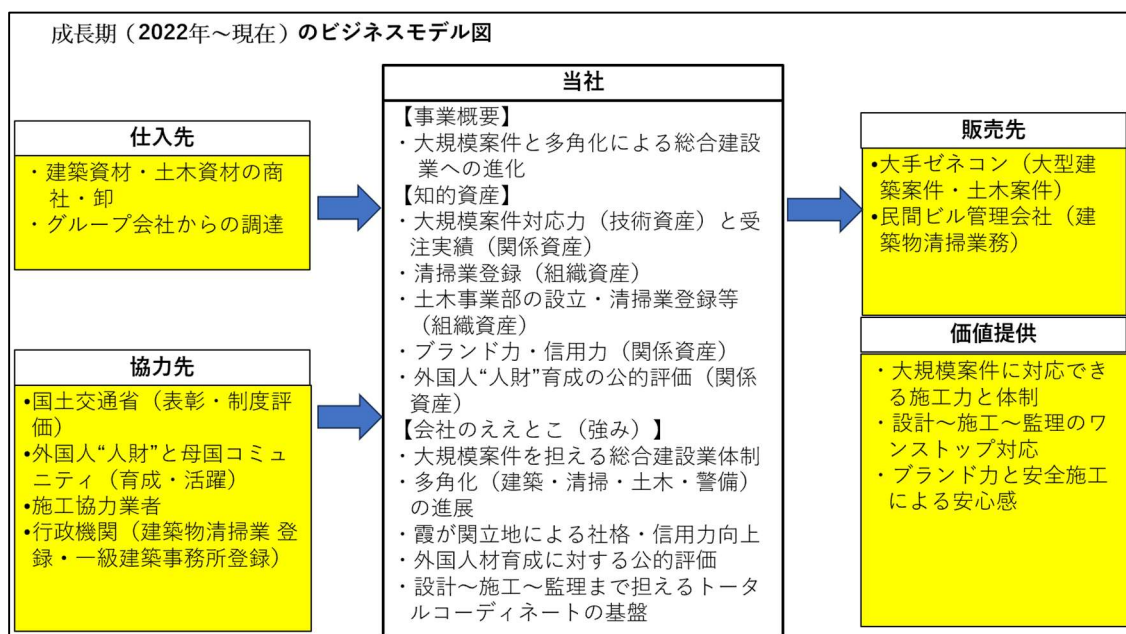 成長期（2022年～現在）のビジネスモデル図
仕入先
・建築資材・土木資材の商
社・卸
・グループ会社からの調達
協力先
•国土交通省（表彰・制度評
価）
•外国人“人財”と母国コミュ
ニティ（育成・活躍）
•施工協力業者
•行政機関（建築物清掃業 登
録・一級建築事務所登録）
当社
【事業概要】
・大規模案件と多角化による総合建設
業への進化
【知的資産】
・大規模案件対応力（技術資産）と受
注実績（関係資産）
・清掃業登録（組織資産）
・土木事業部の設立・清掃業登録等
（組織資産）
・ブランド力・信用力（関係資産）
・外国人“人財”育成の公的評価（関係
資産）
【会社のええとこ（強み）】
・大規模案件を担える総合建設業体制
・多角化（建築・清掃・土木・警備）
の進展
・霞が関立地による社格・信用力向上
・外国人材育成に対する公的評価
・設計～施工～監理まで担えるトータ
ルコーディネートの基盤
販売先
•大手ゼネコン（大型建
築案件・土木案件）
•民間ビル管理会社（建
築物清掃業務）
価値提供
・大規模案件に対応でき
る施工力と体制
・設計～施工～監理のワ
ンストップ対応
・ブランド力と安全施工
による安心感